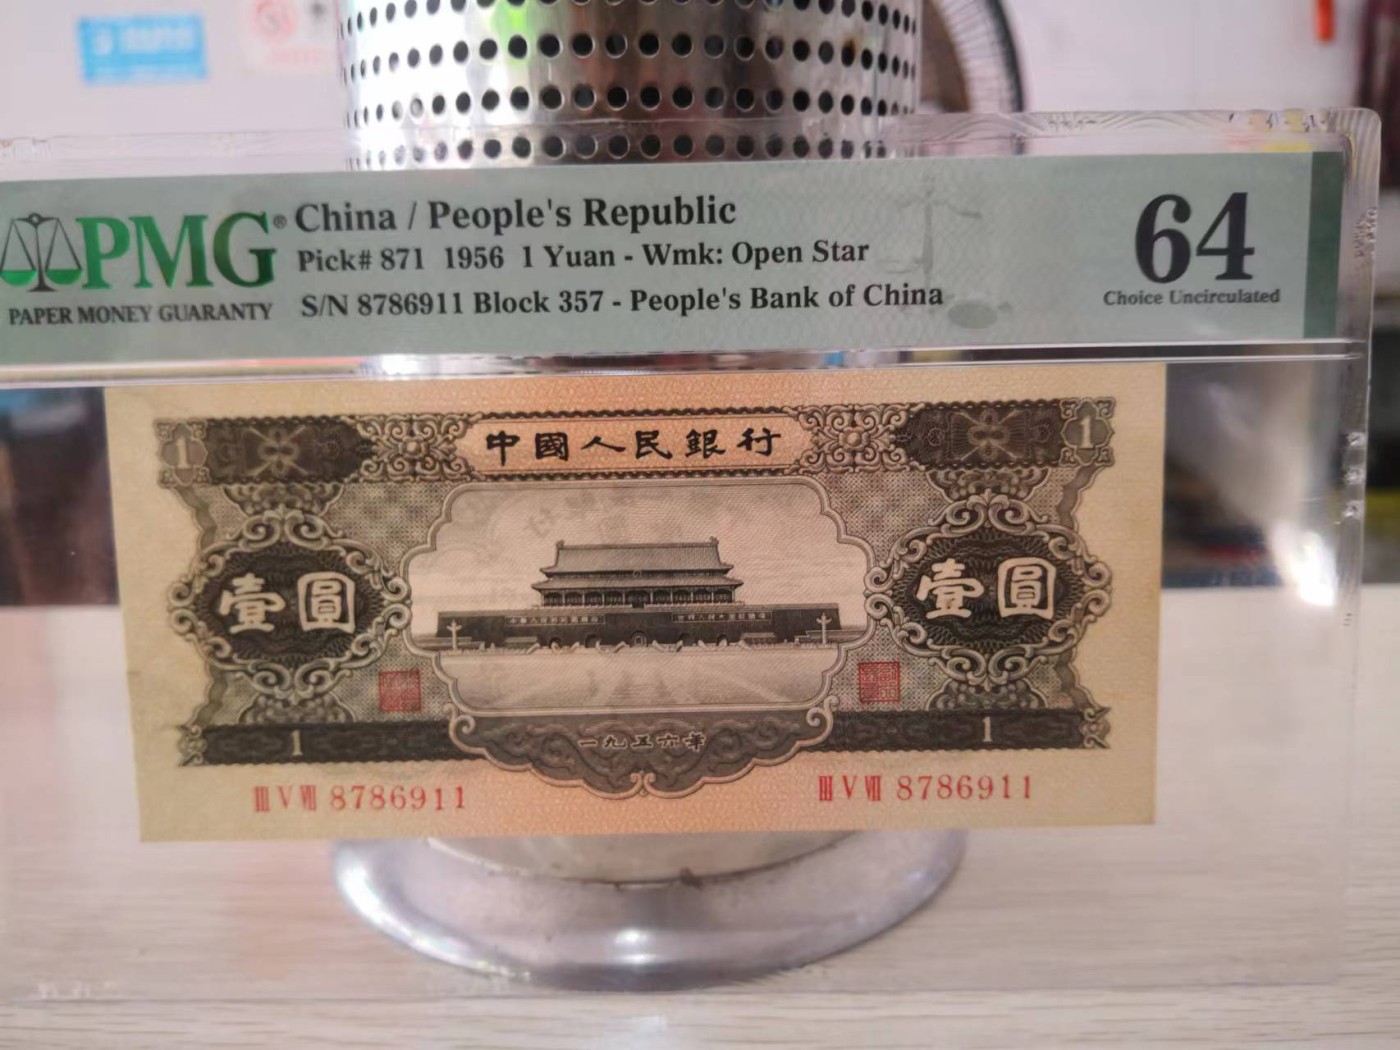 PMG® China / People's Republic
Pick# 871 1956 1 Yuan - Wmk: Open Star
PAPER MONEY GUARANTY S/N 8786911 Block 357 - People's Bank of China
64
Choice Uncirculated
1 中國人民銀行 1
壹圓 壹圓
1 一九五六年 1
III V VII 8786911 III V VII 8786911